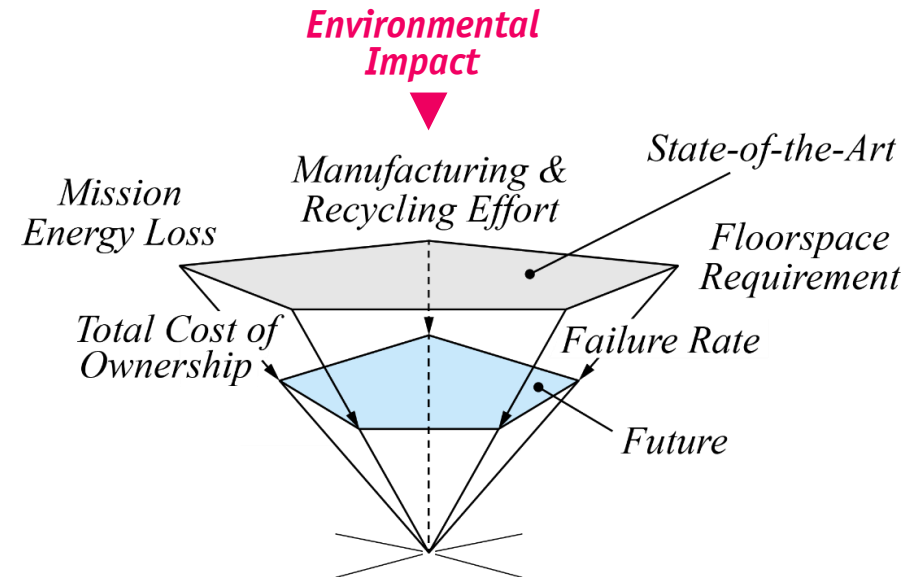 Environmental
Impact
State-of-the-Art
Manufacturing &
Recycling Effort
Mission
Energy Loss
Floorspace
Requirement
Total Cost of
Ownership
Failure Rate
Future